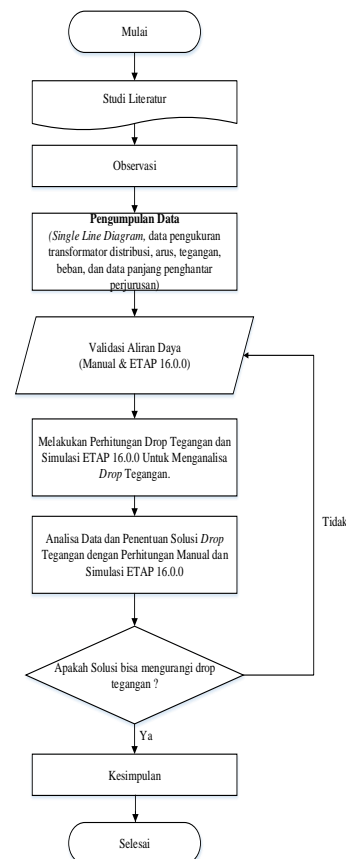 Mulai
Studi Literatur
Observasi
Pengumpulan Data
(Single Line Diagram, data pengukuran
transformator distribusi, arus, tegangan,
beban, dan data panjang penghantar
perjurusan)
Validasi Aliran Daya
(Manual & ETAP 16.0.0)
Melakukan Perhitungan Drop Tegangan dan
Simulasi ETAP 16.0.0 Untuk Menganalisa
Drop Tegangan.
Analisa Data dan Penentuan Solusi Drop
Tegangan dengan Perhitungan Manual dan
Simulasi ETAP 16.0.0
Tidak
Apakah Solusi bisa mengurangi drop
tegangan ?
Ya
Kesimpulan
Selesai